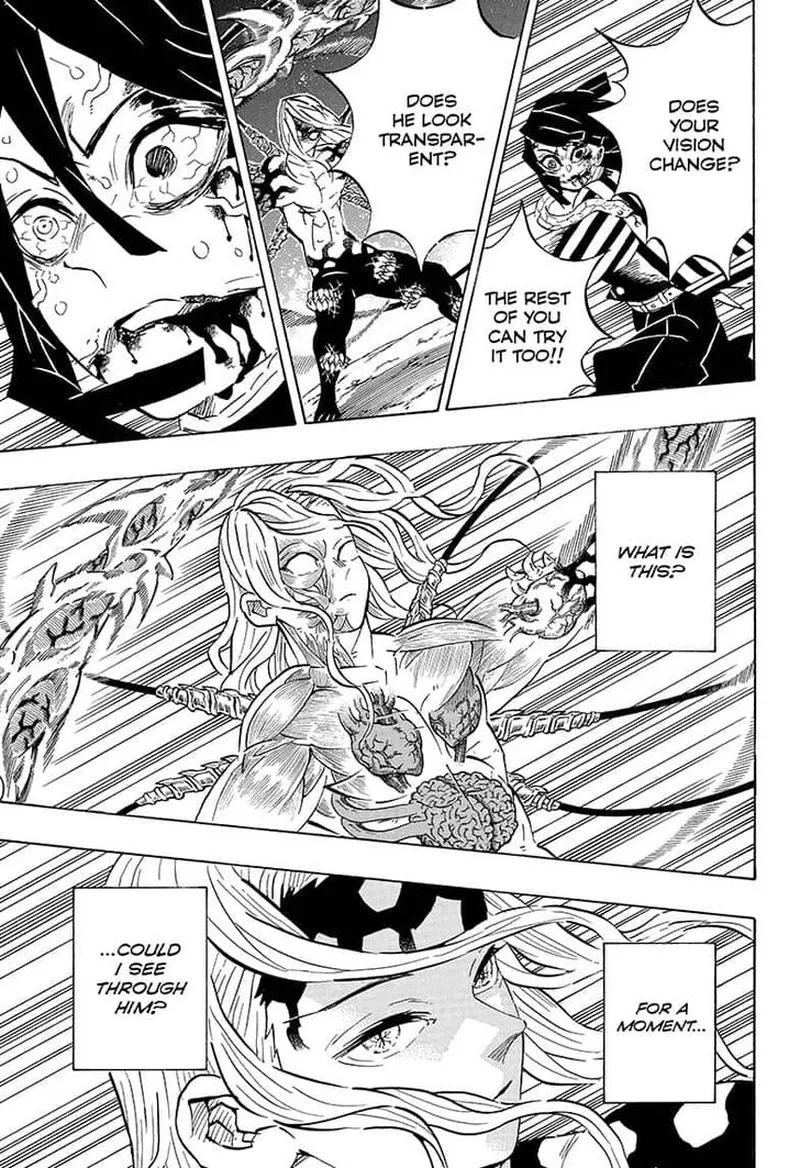 DOES
YOUR
VISION
CHANGE?
THE REST
OF YOU
CAN TRY
IT TOO!!
DOES
HE LOOK
TRANSPAR-
ENT?
WHAT IS
THIS?
FOR A
MOMENT...
...COULD
I SEE
THROUGH
HIM?